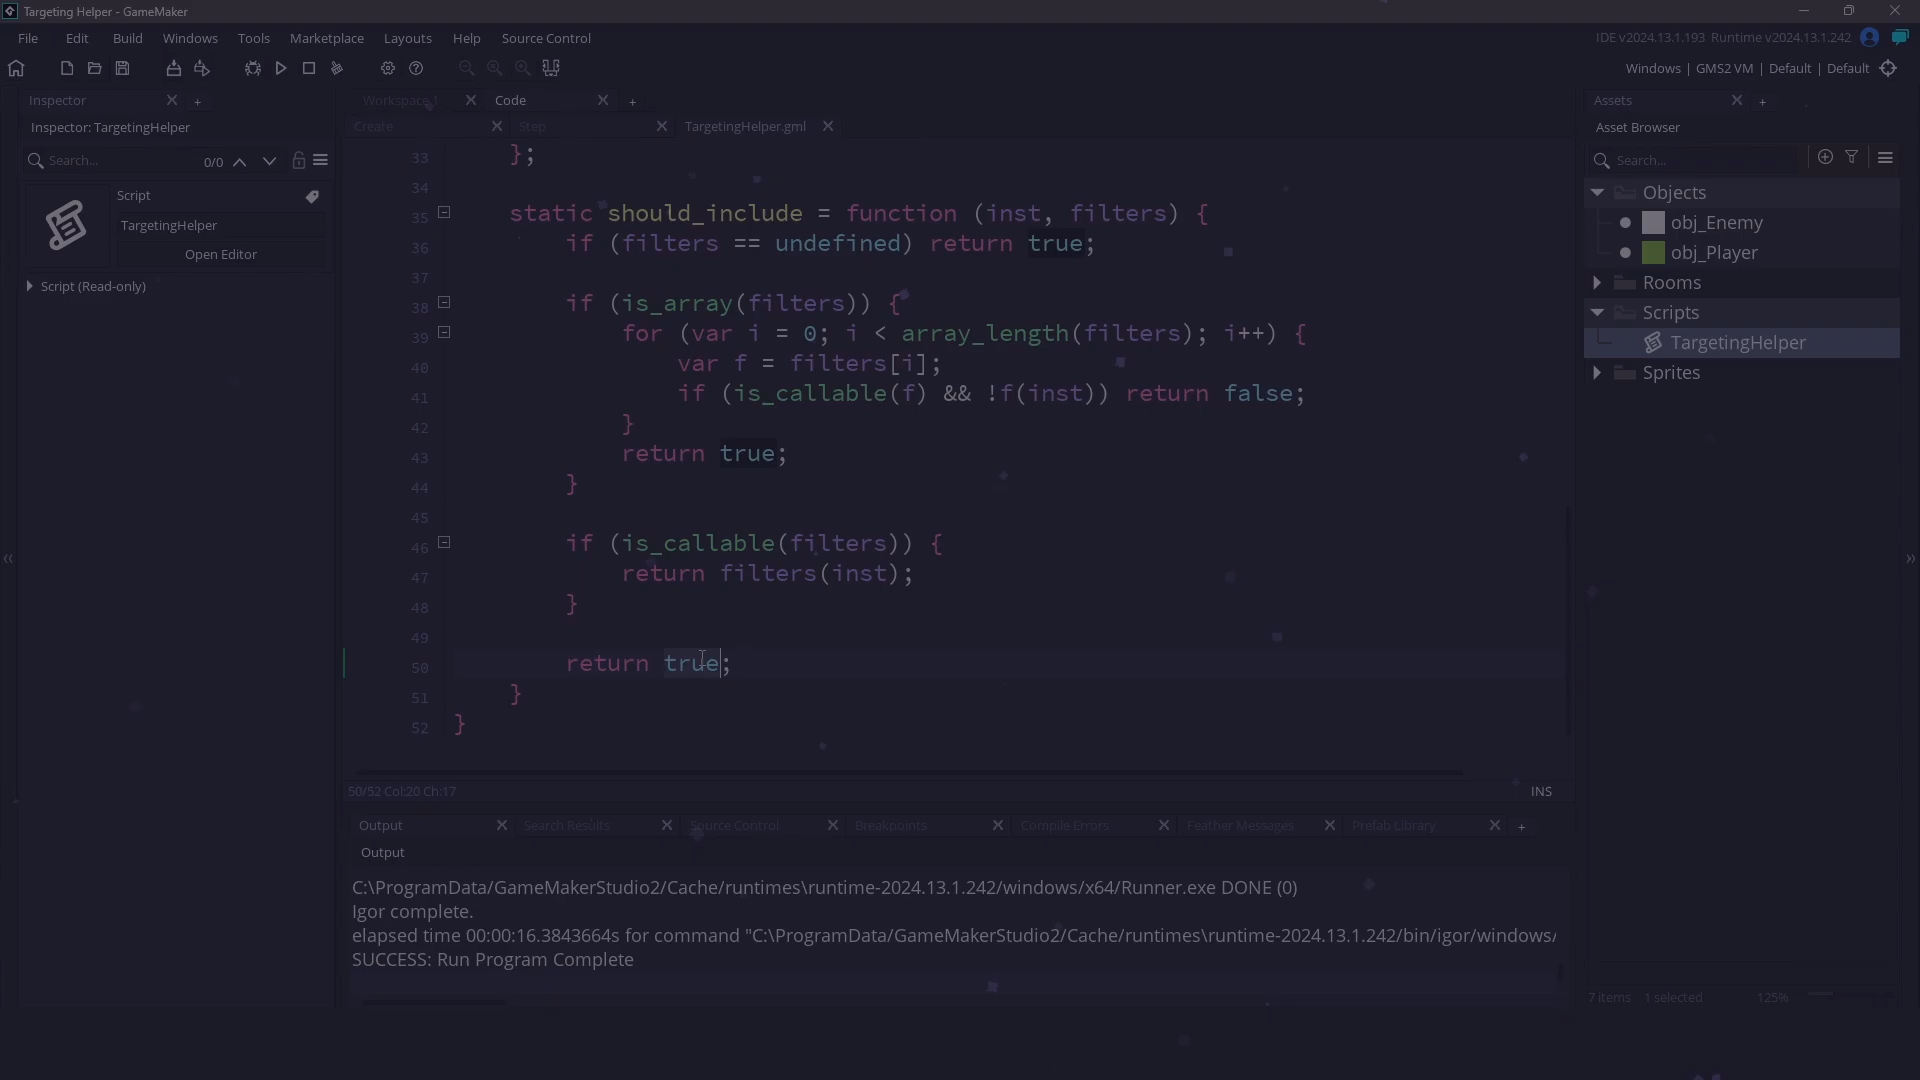 Targeting Helper - GameMaker
File Edit Build Windows Tools Marketplace Layouts Help Source Control
IDE v2024.13.1.193 Runtime v2024.13.1.242
Windows | GMS2 VM | Default | Default
Inspector
Workspace 1 Code
Assets
Inspector: TargetingHelper
Create Step TargetingHelper.gml
Asset Browser
Search... 0/0
Search...
Script
TargetingHelper
Open Editor
Script (Read-only)
33 };
34
35 static should_include = function (inst, filters) {
36 if (filters == undefined) return true;
37
38 if (is_array(filters)) {
39 for (var i = 0; i < array_length(filters); i++) {
40 var f = filters[i];
41 if (is_callable(f) && !f(inst)) return false;
42 }
43 return true;
44 }
45
46 if (is_callable(filters)) {
47 return filters(inst);
48 }
49
50 return true;
51 }
52 }
50/52 Col:20 Ch:17 INS
Objects
obj_Enemy
obj_Player
Rooms
Scripts
TargetingHelper
Sprites
Output Search Results Source Control Breakpoints Compile Errors Feather Messages Prefab Library
Output
C:\ProgramData/GameMakerStudio2/Cache/runtimes\runtime-2024.13.1.242/windows/x64/Runner.exe DONE (0)
Igor complete.
elapsed time 00:00:16.3843664s for command "C:\ProgramData/GameMakerStudio2/Cache/runtimes\runtime-2024.13.1.242/bin/igor/windows/
SUCCESS: Run Program Complete
7 items 1 selected 125%